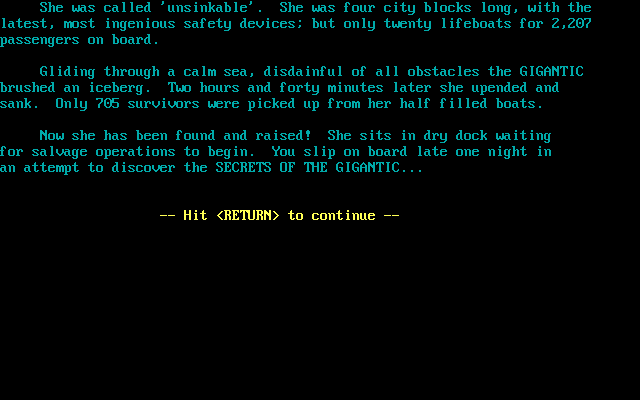 She was called 'unsinkable'.  She was four city blocks long, with the
latest, most ingenious safety devices; but only twenty lifeboats for 2,207
passengers on board.
Gliding through a calm sea, disdainful of all obstacles the GIGANTIC
brushed an iceberg.  Two hours and forty minutes later she upended and
sank.  Only 705 survivors were picked up from her half filled boats.
Now she has been found and raised!  She sits in dry dock waiting
for salvage operations to begin.  You slip on board late one night in
an attempt to discover the SECRETS OF THE GIGANTIC...
-- Hit <RETURN> to continue --